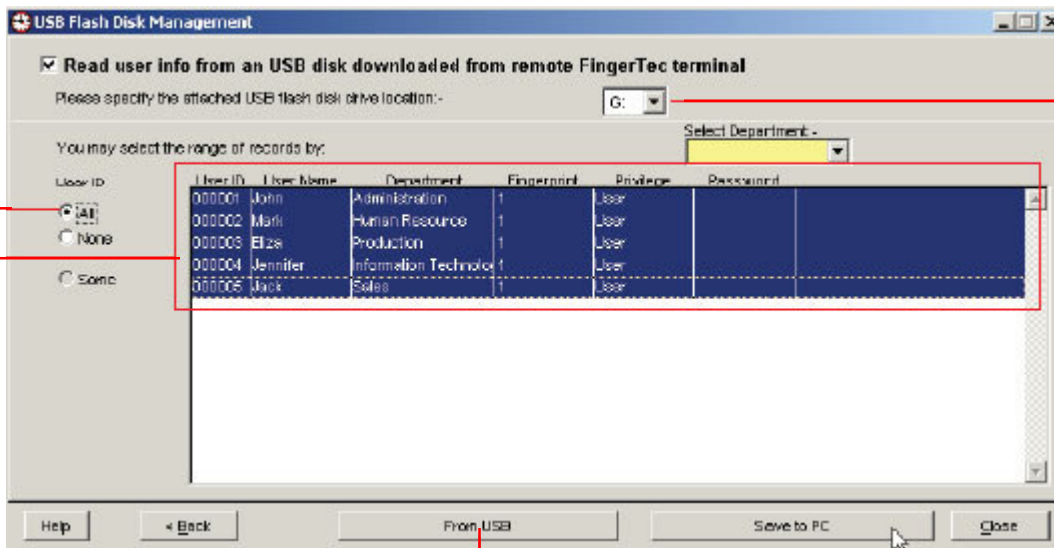 USB Flash Disk Management
Read user info from an USB disk downloaded from remote FingerTec terminal
Please specify the attached USB flash disk drive location:-
G:
Select Department -
You may select the range of records by:
User ID
User ID User Name Department Fingerprint Privilege Password
All
None
Some
000001 John Administration 1 User
000002 Mark Human Resource 1 User
000003 Eliza Production 1 User
000004 Jennifer Information Technolo 1 User
000005 Jack Sales 1 User
Help < Back From USB Save to PC Close